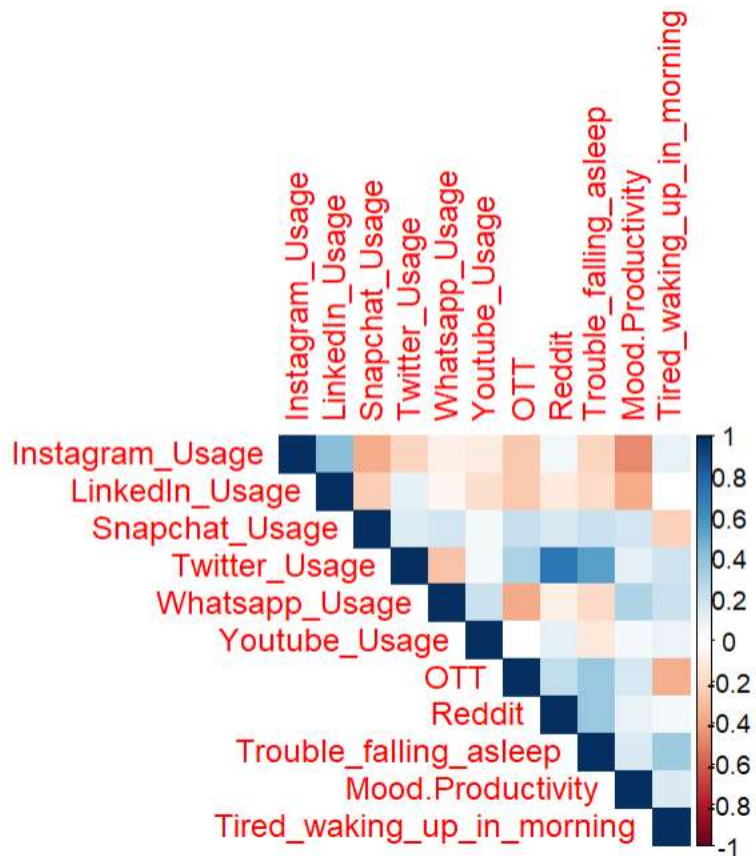 Instagram_Usage
LinkedIn_Usage
Snapchat_Usage
Twitter_Usage
Whatsapp_Usage
Youtube_Usage
OTT
Reddit
Trouble_falling_asleep
Mood.Productivity
Tired_waking_up_in_morning
Instagram_Usage
LinkedIn_Usage
Snapchat_Usage
Twitter_Usage
Whatsapp_Usage
Youtube_Usage
OTT
Reddit
Trouble_falling_asleep
Mood.Productivity
Tired_waking_up_in_morning
1
0.8
0.6
0.4
0.2
0
-0.2
-0.4
-0.6
-0.8
-1